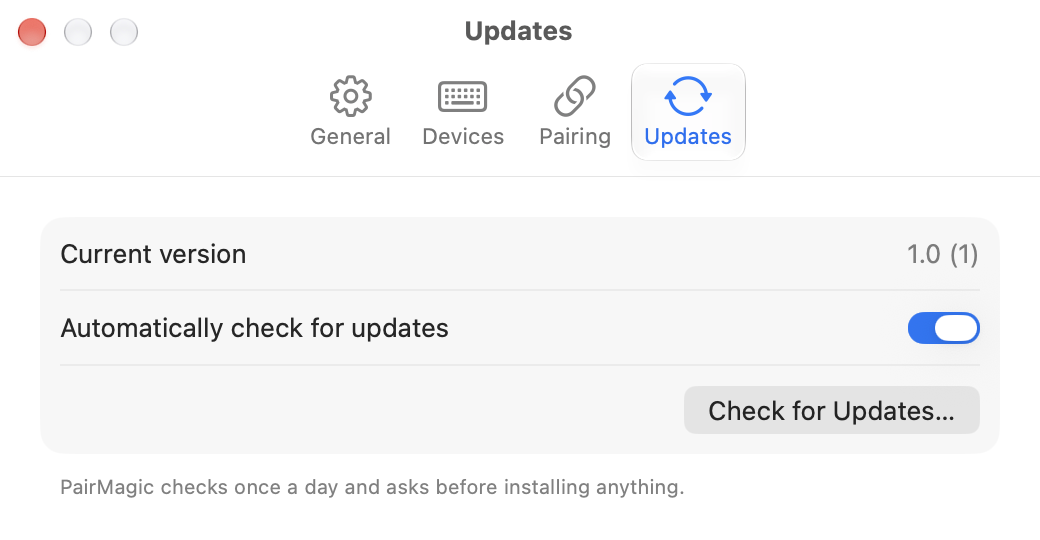 Updates
General
Devices
Pairing
Updates
Current version
1.0 (1)
Automatically check for updates
Check for Updates...
PairMagic checks once a day and asks before installing anything.